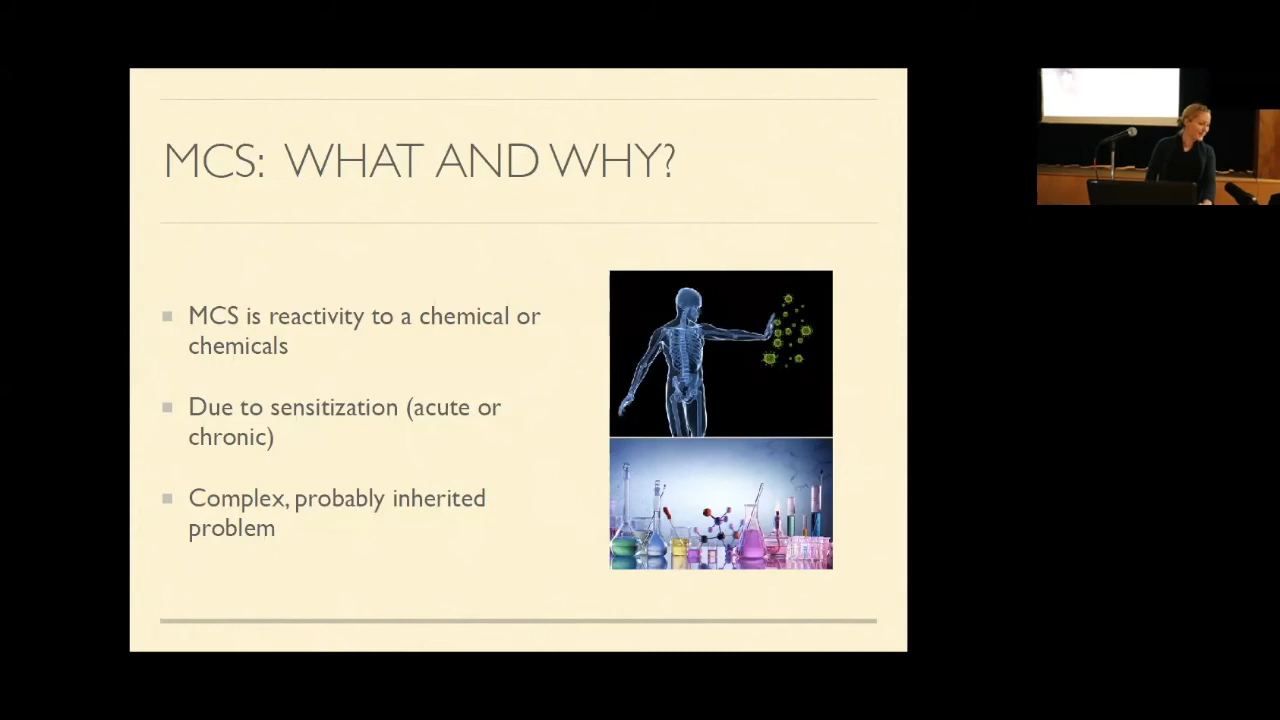 MCS: WHAT AND WHY?
MCS is reactivity to a chemical or
chemicals
Due to sensitization (acute or
chronic)
Complex, probably inherited
problem